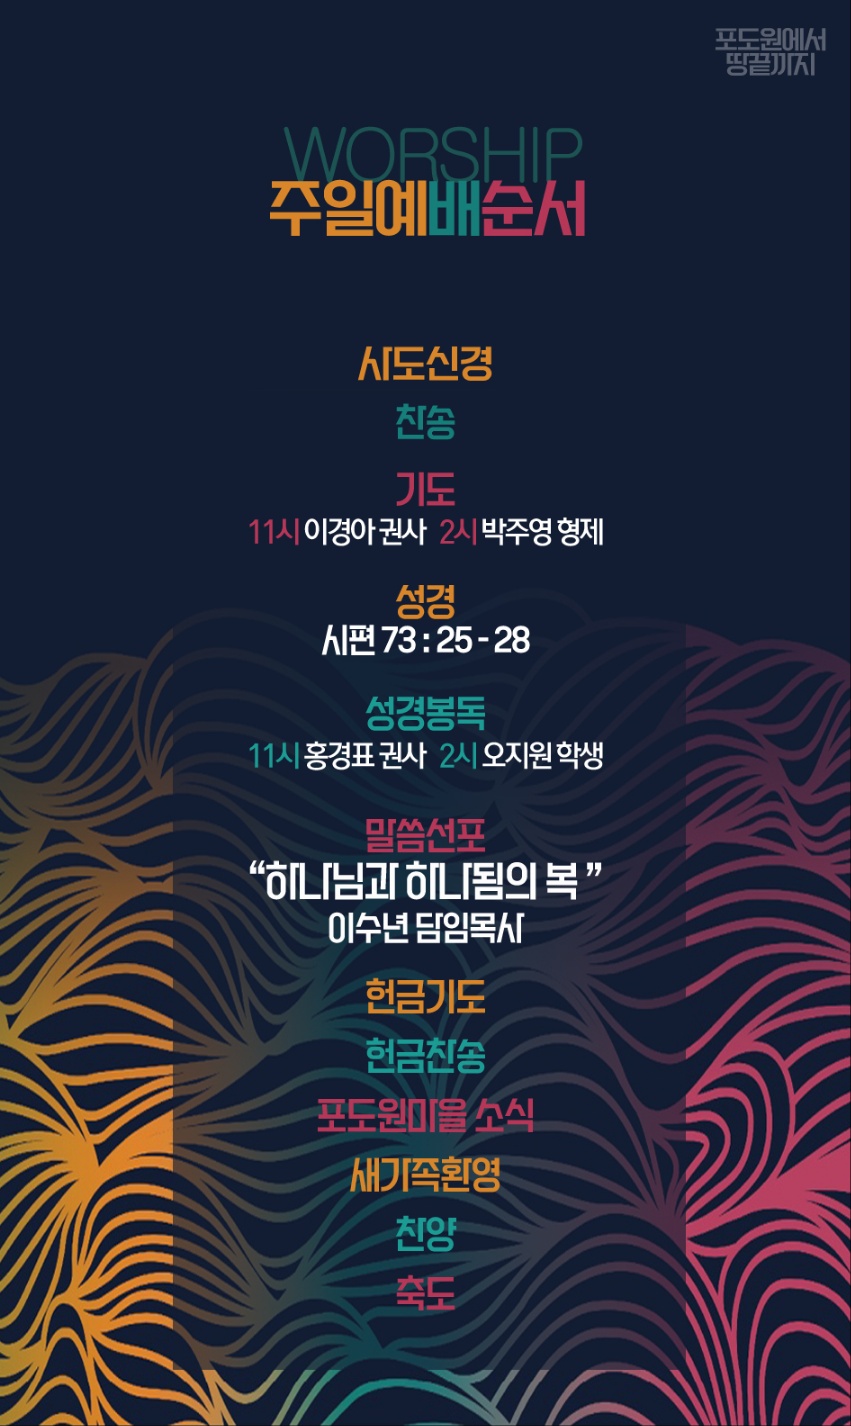 포도원에서
땅끝까지
WORSHIP
주일예배순서
사도신경
찬송
기도
11시 이경아 권사 2시 박주영 형제
성경
시편 73 : 25 - 28
성경봉독
11시 홍경표 권사 2시 오지원 학생
말씀선포
“하나님과 하나됨의 복 ”
이수년 담임목사
헌금기도
헌금찬송
포도원마을 소식
새가족환영
찬양
축도